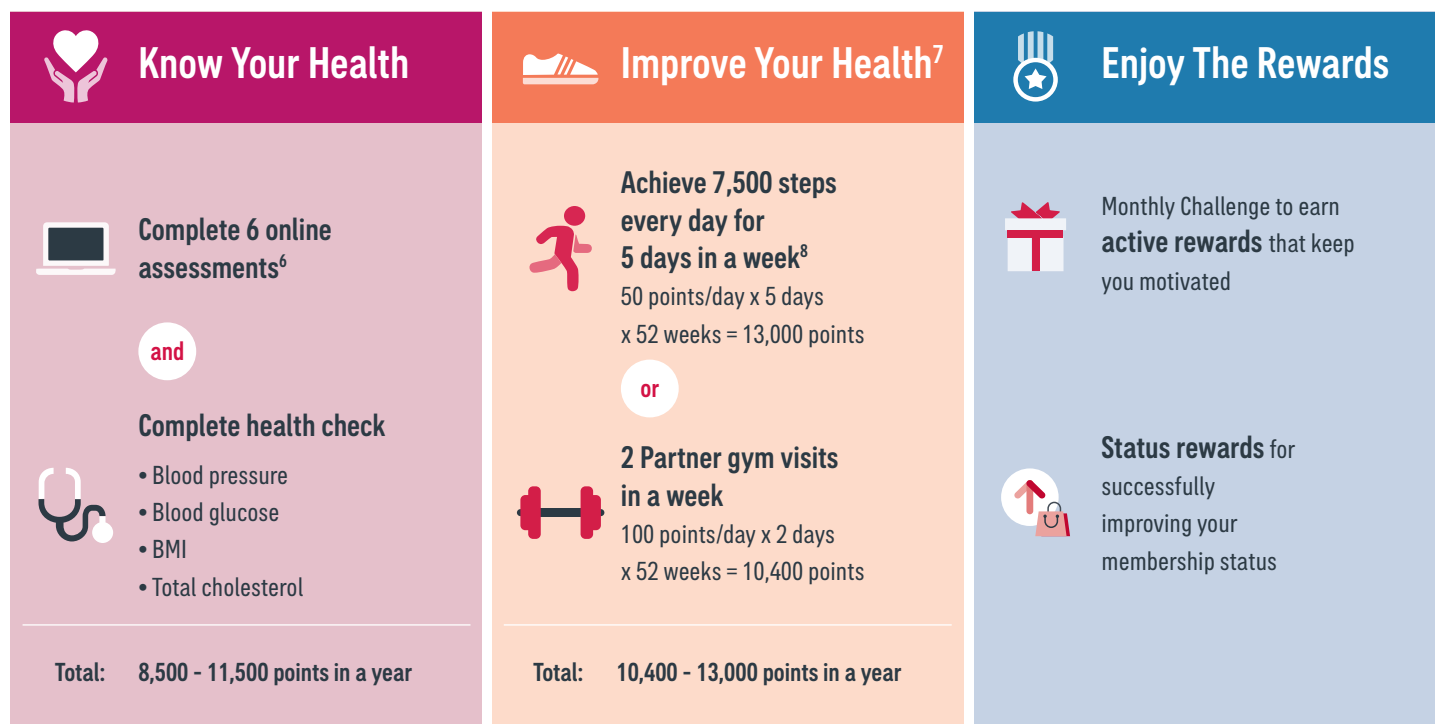 Know Your Health
Complete 6 online
assessments⁶
and
Complete health check
• Blood pressure
• Blood glucose
• BMI
• Total cholesterol
Total: 8,500 - 11,500 points in a year
Improve Your Health⁷
Achieve 7,500 steps
every day for
5 days in a week⁸
50 points/day x 5 days
x 52 weeks = 13,000 points
or
2 Partner gym visits
in a week
100 points/day x 2 days
x 52 weeks = 10,400 points
Total: 10,400 - 13,000 points in a year
Enjoy The Rewards
Monthly Challenge to earn
active rewards that keep
you motivated
Status rewards for
successfully
improving your
membership status